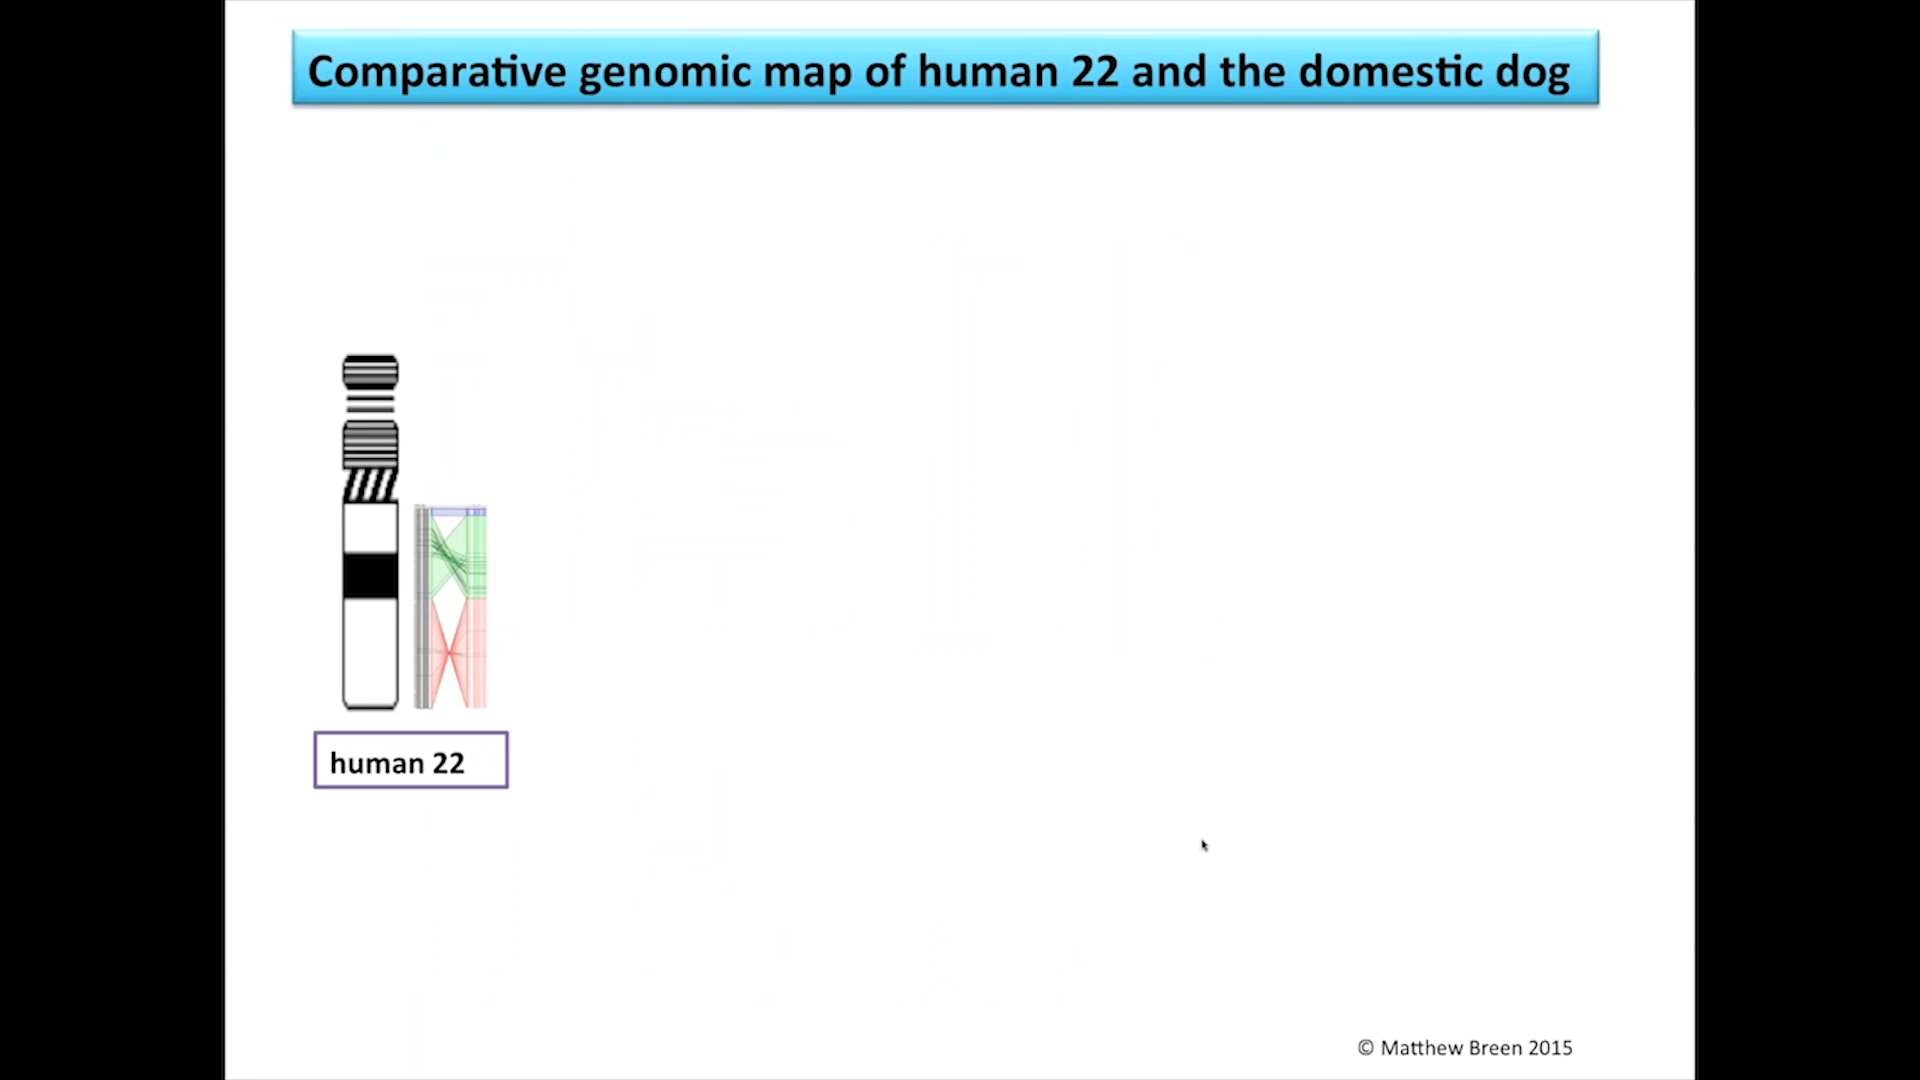 Comparative genomic map of human 22 and the domestic dog
human 22
© Matthew Breen 2015